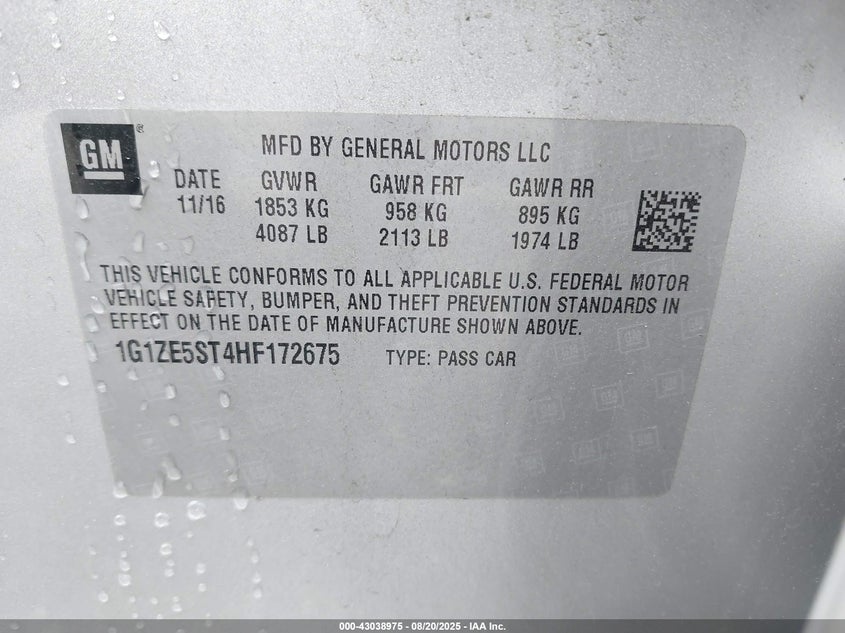 GM ®
MFD BY GENERAL MOTORS LLC
DATE GVWR GAWR FRT GAWR RR
11/16 1853 KG 958 KG 895 KG
4087 LB 2113 LB 1974 LB
THIS VEHICLE CONFORMS TO ALL APPLICABLE U.S. FEDERAL MOTOR
VEHICLE SAFETY, BUMPER, AND THEFT PREVENTION STANDARDS IN
EFFECT ON THE DATE OF MANUFACTURE SHOWN ABOVE.
1G1ZE5ST4HF172675 TYPE: PASS CAR
000-43038975 - 08/20/2025 - IAA Inc.